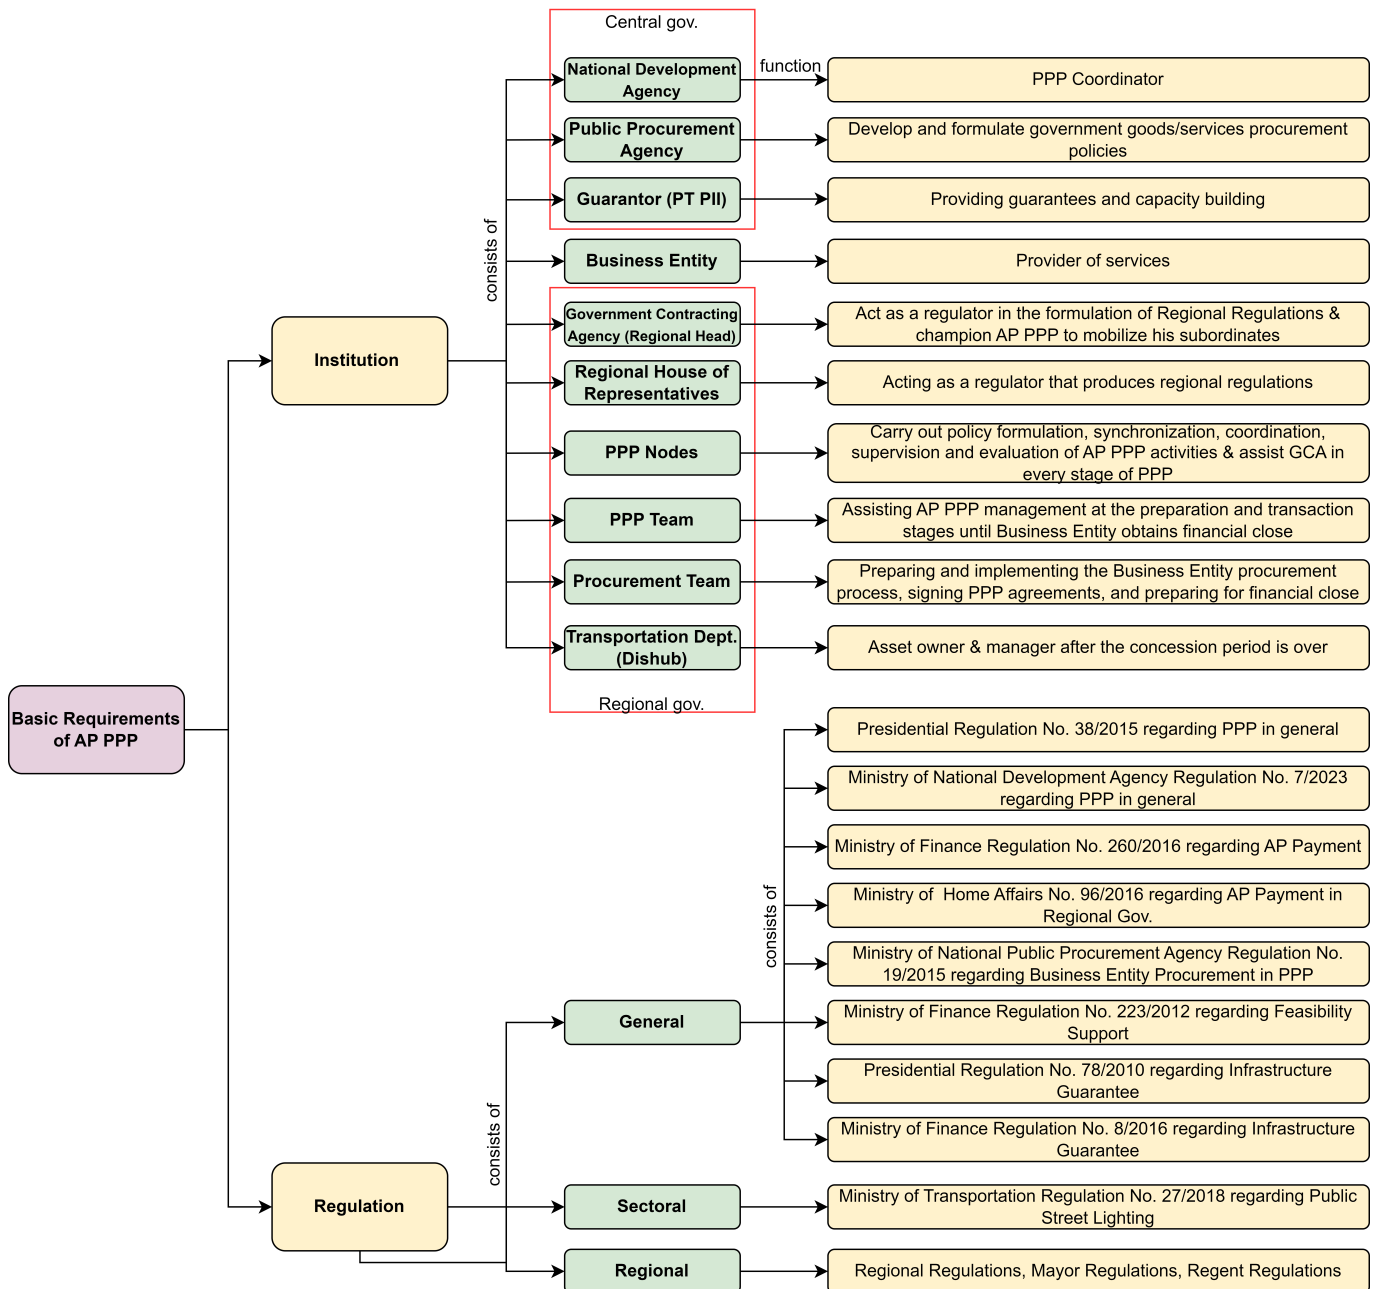 Central gov.
National Development
Agency
function
PPP Coordinator
Public Procurement
Agency
Develop and formulate government goods/services procurement
policies
Guarantor (PT PII)
Providing guarantees and capacity building
consists of
Business Entity
Provider of services
Government Contracting
Agency (Regional Head)
Act as a regulator in the formulation of Regional Regulations &
champion AP PPP to mobilize his subordinates
Institution
Regional House of
Representatives
Acting as a regulator that produces regional regulations
PPP Nodes
Carry out policy formulation, synchronization, coordination,
supervision and evaluation of AP PPP activities & assist GCA in
every stage of PPP
PPP Team
Assisting AP PPP management at the preparation and transaction
stages until Business Entity obtains financial close
Procurement Team
Preparing and implementing the Business Entity procurement
process, signing PPP agreements, and preparing for financial close
Transportation Dept.
(Dishub)
Asset owner & manager after the concession period is over
Regional gov.
Basic Requirements
of AP PPP
Presidential Regulation No. 38/2015 regarding PPP in general
Ministry of National Development Agency Regulation No. 7/2023
regarding PPP in general
Ministry of Finance Regulation No. 260/2016 regarding AP Payment
consists of
Ministry of  Home Affairs No. 96/2016 regarding AP Payment in
Regional Gov.
Ministry of National Public Procurement Agency Regulation No.
19/2015 regarding Business Entity Procurement in PPP
General
Ministry of Finance Regulation No. 223/2012 regarding Feasibility
Support
Presidential Regulation No. 78/2010 regarding Infrastructure
Guarantee
Ministry of Finance Regulation No. 8/2016 regarding Infrastructure
Guarantee
consists of
Regulation
Sectoral
Ministry of Transportation Regulation No. 27/2018 regarding Public
Street Lighting
Regional
Regional Regulations, Mayor Regulations, Regent Regulations